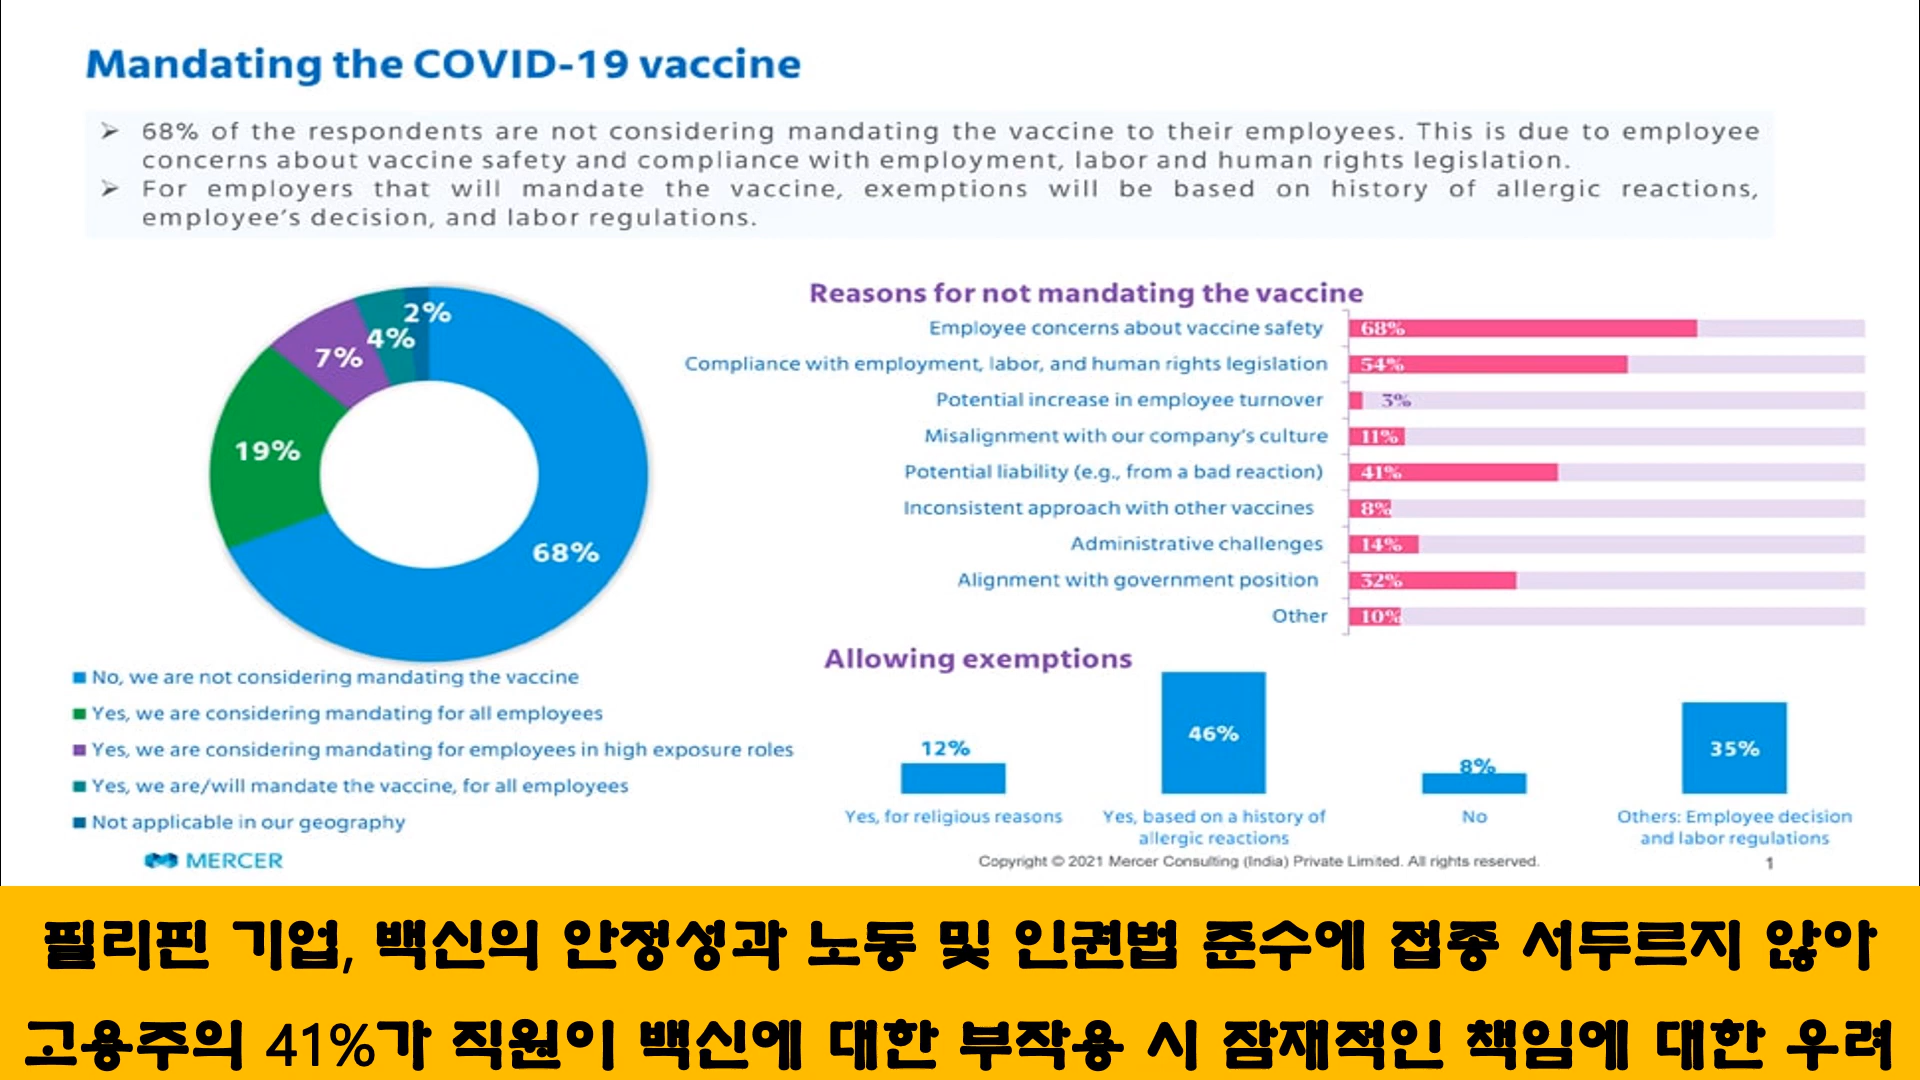 Mandating the COVID-19 vaccine
➢ 68% of the respondents are not considering mandating the vaccine to their employees. This is due to employee
concerns about vaccine safety and compliance with employment, labor and human rights legislation.
➢ For employers that will mandate the vaccine, exemptions will be based on history of allergic reactions,
employee's decision, and labor regulations.
2%
4%
7%
19%
68%
No, we are not considering mandating the vaccine
Yes, we are considering mandating for all employees
Yes, we are considering mandating for employees in high exposure roles
Yes, we are/will mandate the vaccine, for all employees
Not applicable in our geography
Reasons for not mandating the vaccine
Employee concerns about vaccine safety 68%
Compliance with employment, labor, and human rights legislation 54%
Potential increase in employee turnover 3%
Misalignment with our company's culture 11%
Potential liability (e.g., from a bad reaction) 41%
Inconsistent approach with other vaccines 8%
Administrative challenges 14%
Alignment with government position 32%
Other 10%
Allowing exemptions
12%
46%
8%
35%
Yes, for religious reasons
Yes, based on a history of
allergic reactions
No
Others: Employee decision
and labor regulations
MERCER
Copyright © 2021 Mercer Consulting (India) Private Limited. All rights reserved.
1
필리핀 기업, 백신의 안정성과 노동 및 인권법 준수에 접종 서두르지 않아
고용주의 41%가 직원이 백신에 대한 부작용 시 잠재적인 책임에 대한 우려